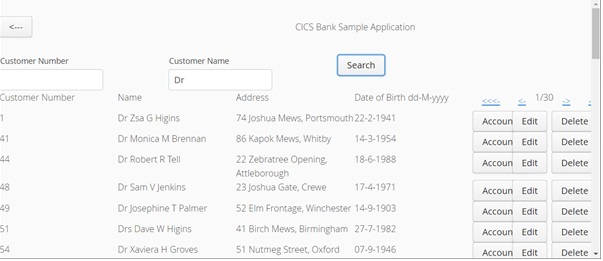 <---
CICS Bank Sample Application
Customer Number Customer Name
Dr Search
Customer Number Name Address Date of Birth dd-M-yyyy <<<- <- 1/30 ->
1 Dr Zsa G Higins 74 Joshua Mews, Portsmouth 22-2-1941 Accoun Edit Delete
41 Dr Monica M Brennan 86 Kapok Mews, Whitby 14-3-1954 Accoun Edit Delete
44 Dr Robert R Tell 22 Zebratree Opening, 18-6-1988 Accoun Edit Delete
Attleborough
48 Dr Sam V Jenkins 23 Joshua Gate, Crewe 17-4-1971 Accoun Edit Delete
49 Dr Josephine T Palmer 52 Elm Frontage, Winchester 14-9-1903 Accoun Edit Delete
51 Drs Dave W Higins 41 Birch Mews, Birmingham 27-7-1982 Accoun Edit Delete
54 Dr Xaviera H Groves 51 Nutmeg Street, Oxford 07-9-1946 Accoun Edit Delete